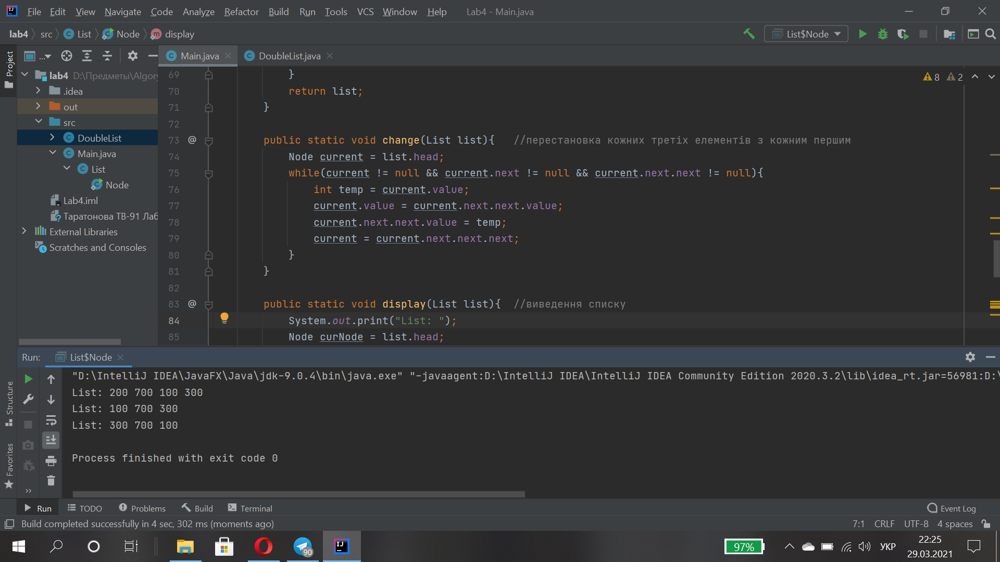 File Edit View Navigate Code Analyze Refactor Build Run Tools VCS Window Help Lab4 - Main.java
lab4 src List Node display List$Node
Project ... Main.java DoubleList.java
lab4 D:\Предметы\Algory
.idea
out
src
DoubleList
Main.java
List
Node
Lab4.iml
Таратонова ТВ-91 Лаб
External Libraries
Scratches and Consoles
8 2
69 }
70 return list;
71 }
72
73 @ public static void change(List list){ //перестановка кожних третіх елементів з кожним першим
74 Node current = list.head;
75 while(current != null && current.next != null && current.next.next != null){
76 int temp = current.value;
77 current.value = current.next.next.value;
78 current.next.next.value = temp;
79 current = current.next.next.next;
80 }
81 }
82
83 @ public static void display(List list){ //виведення списку
84 System.out.print("List: ");
85 Node curNode = list.head;
Run: List$Node
"D:\IntelliJ IDEA\JavaFX\Java\jdk-9.0.4\bin\java.exe" "-javaagent:D:\IntelliJ IDEA\IntelliJ IDEA Community Edition 2020.3.2\lib\idea_rt.jar=56981:D:\
List: 200 700 100 300
List: 100 700 300
List: 300 700 100
Process finished with exit code 0
Structure
Favorites
Run TODO Problems Build Terminal Event Log
Build completed successfully in 4 sec, 302 ms (moments ago) 7:1 CRLF UTF-8 4 spaces
90 IJ 97% УКР 22:25
29.03.2021